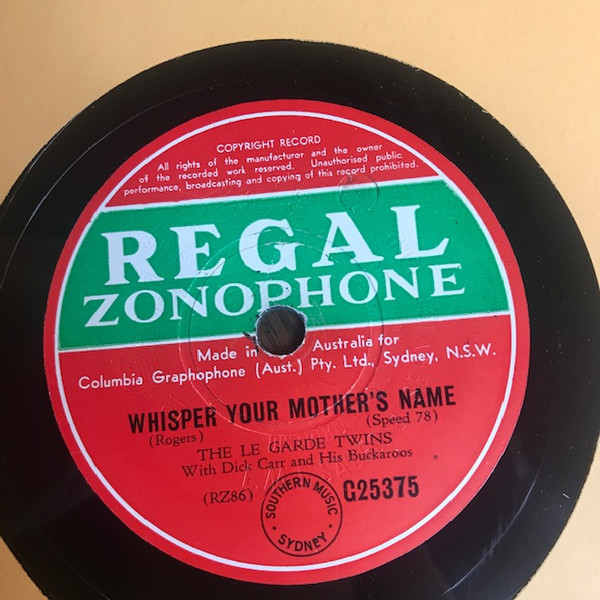 COPYRIGHT RECORD
All rights of the manufacturer and the owner
of the recorded work reserved. Unauthorised public
performance, broadcasting and copying of this record prohibited.
REGAL
ZONOPHONE
Made in Australia for
Columbia Graphophone (Aust.) Pty. Ltd., Sydney, N.S.W.
WHISPER YOUR MOTHER'S NAME
(Rogers) (Speed 78)
THE LE GARDE TWINS
With Dick Carr and His Buckaroos
(RZ86) SOUTHERN MUSIC • SYDNEY • G25375